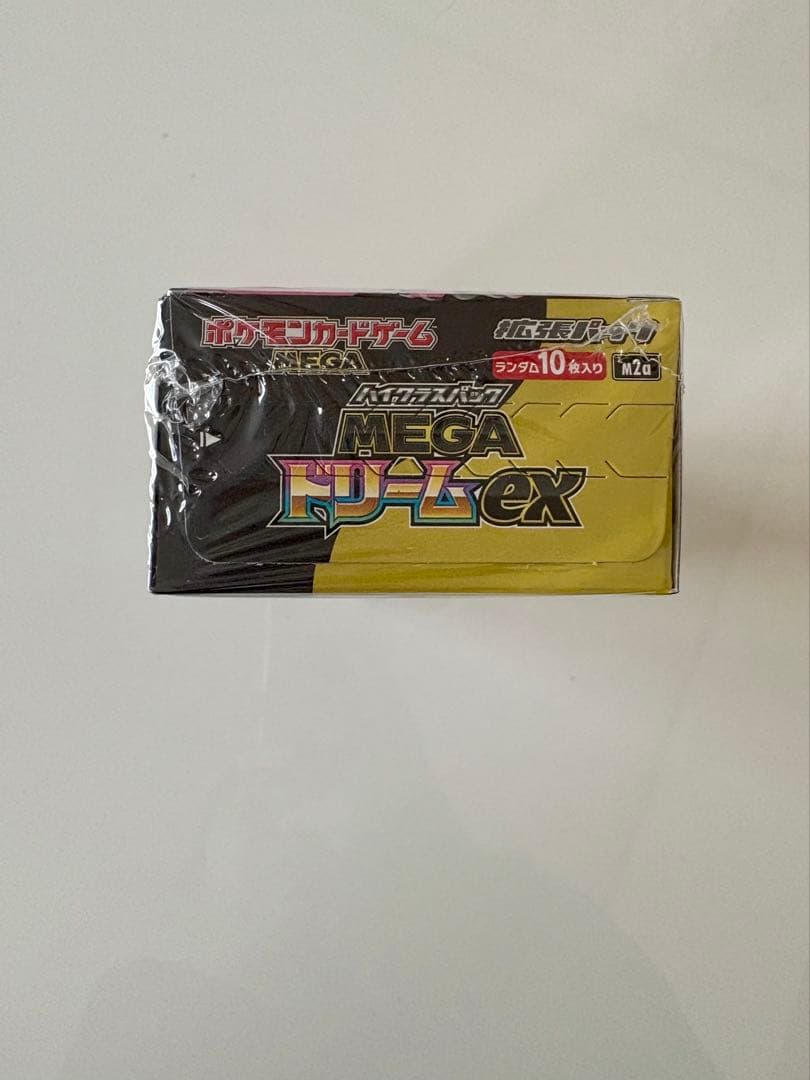 ポケモンカードゲーム
MEGA
拡張パック
ランダム10枚入り
M2a
ハイクラスパック
MEGA
ドリームex